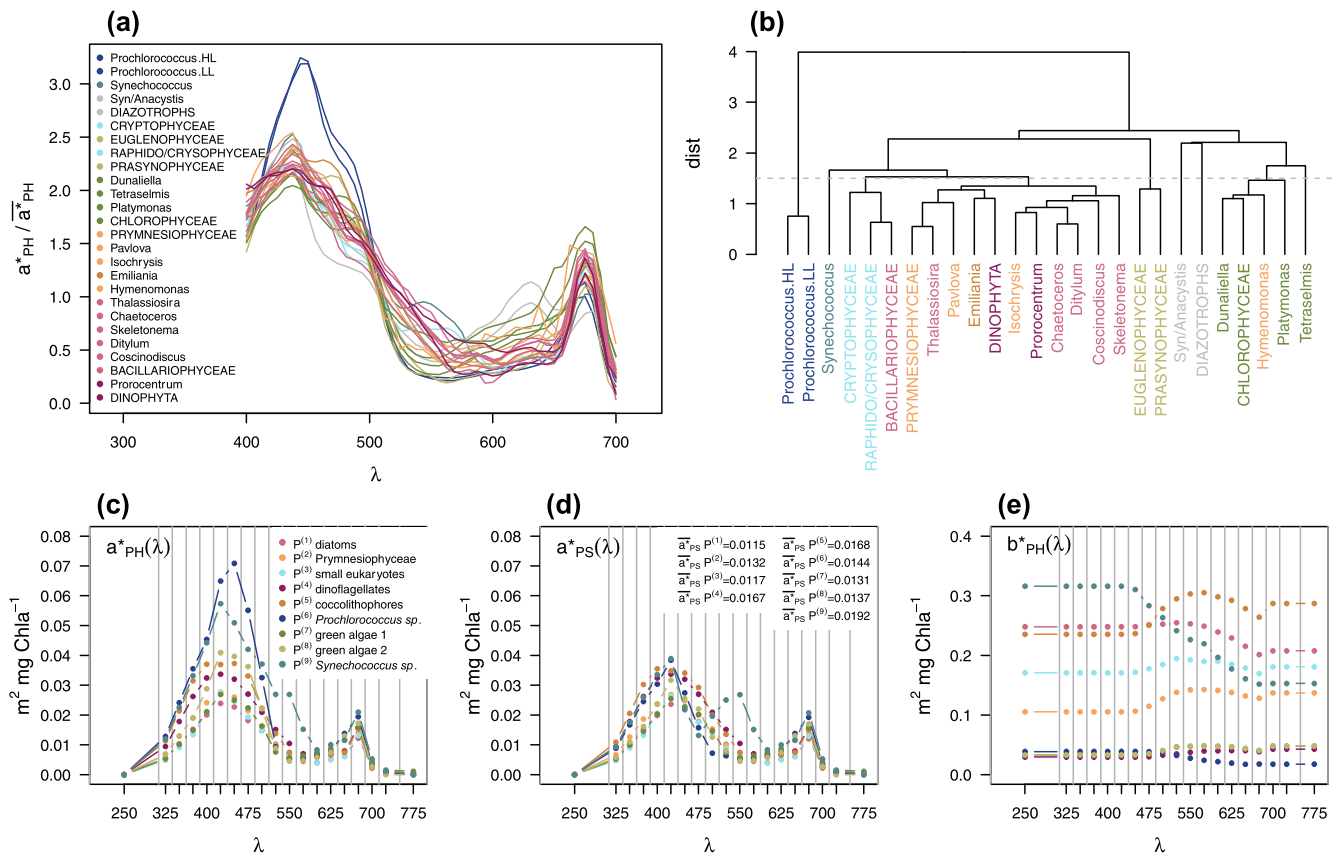 (a)
a*PH / a*PH
3.0
2.5
2.0
1.5
1.0
0.5
0.0
Prochlorococcus.HL
Prochlorococcus.LL
Synechococcus
Syn/Anacystis
DIAZOTROPHS
CRYPTOPHYCEAE
EUGLENOPHYCEAE
RAPHIDO/CRYSOPHYCEAE
PRASYNOPHYCEAE
Dunaliella
Tetraselmis
Platymonas
CHLOROPHYCEAE
PRYMNESIOPHYCEAE
Pavlova
Isochrysis
Emiliania
Hymenomonas
Thalassiosira
Chaetoceros
Skeletonema
Ditylum
Coscinodiscus
BACILLARIOPHYCEAE
Prorocentrum
DINOPHYTA
300 400 500 600 700
λ
(b)
dist
4
3
2
1
0
Prochlorococcus.HL
Prochlorococcus.LL
Synechococcus
CRYPTOPHYCEAE
RAPHIDO/CRYSOPHYCEAE
BACILLARIOPHYCEAE
PRYMNESIOPHYCEAE
Thalassiosira
Pavlova
Emiliania
DINOPHYTA
Isochrysis
Prorocentrum
Chaetoceros
Ditylum
Coscinodiscus
Skeletonema
EUGLENOPHYCEAE
PRASYNOPHYCEAE
Syn/Anacystis
DIAZOTROPHS
Dunaliella
CHLOROPHYCEAE
Hymenomonas
Platymonas
Tetraselmis
(c)
m² mg Chla⁻¹
0.08
0.07
0.06
0.05
0.04
0.03
0.02
0.01
0.00
a*PH(λ)
P(1) diatoms
P(2) Prymnesiophyceae
P(3) small eukaryotes
P(4) dinoflagellates
P(5) coccolithophores
P(6) Prochlorococcus sp.
P(7) green algae 1
P(8) green algae 2
P(9) Synechococcus sp.
250 325 400 475 550 625 700 775
λ
(d)
m² mg Chla⁻¹
0.08
0.07
0.06
0.05
0.04
0.03
0.02
0.01
0.00
a*PS(λ)
a*PS P(1)=0.0115
a*PS P(2)=0.0132
a*PS P(3)=0.0117
a*PS P(4)=0.0167
a*PS P(5)=0.0168
a*PS P(6)=0.0144
a*PS P(7)=0.0131
a*PS P(8)=0.0137
a*PS P(9)=0.0192
250 325 400 475 550 625 700 775
λ
(e)
m² mg Chla⁻¹
0.4
0.3
0.2
0.1
0.0
b*PH(λ)
250 325 400 475 550 625 700 775
λ